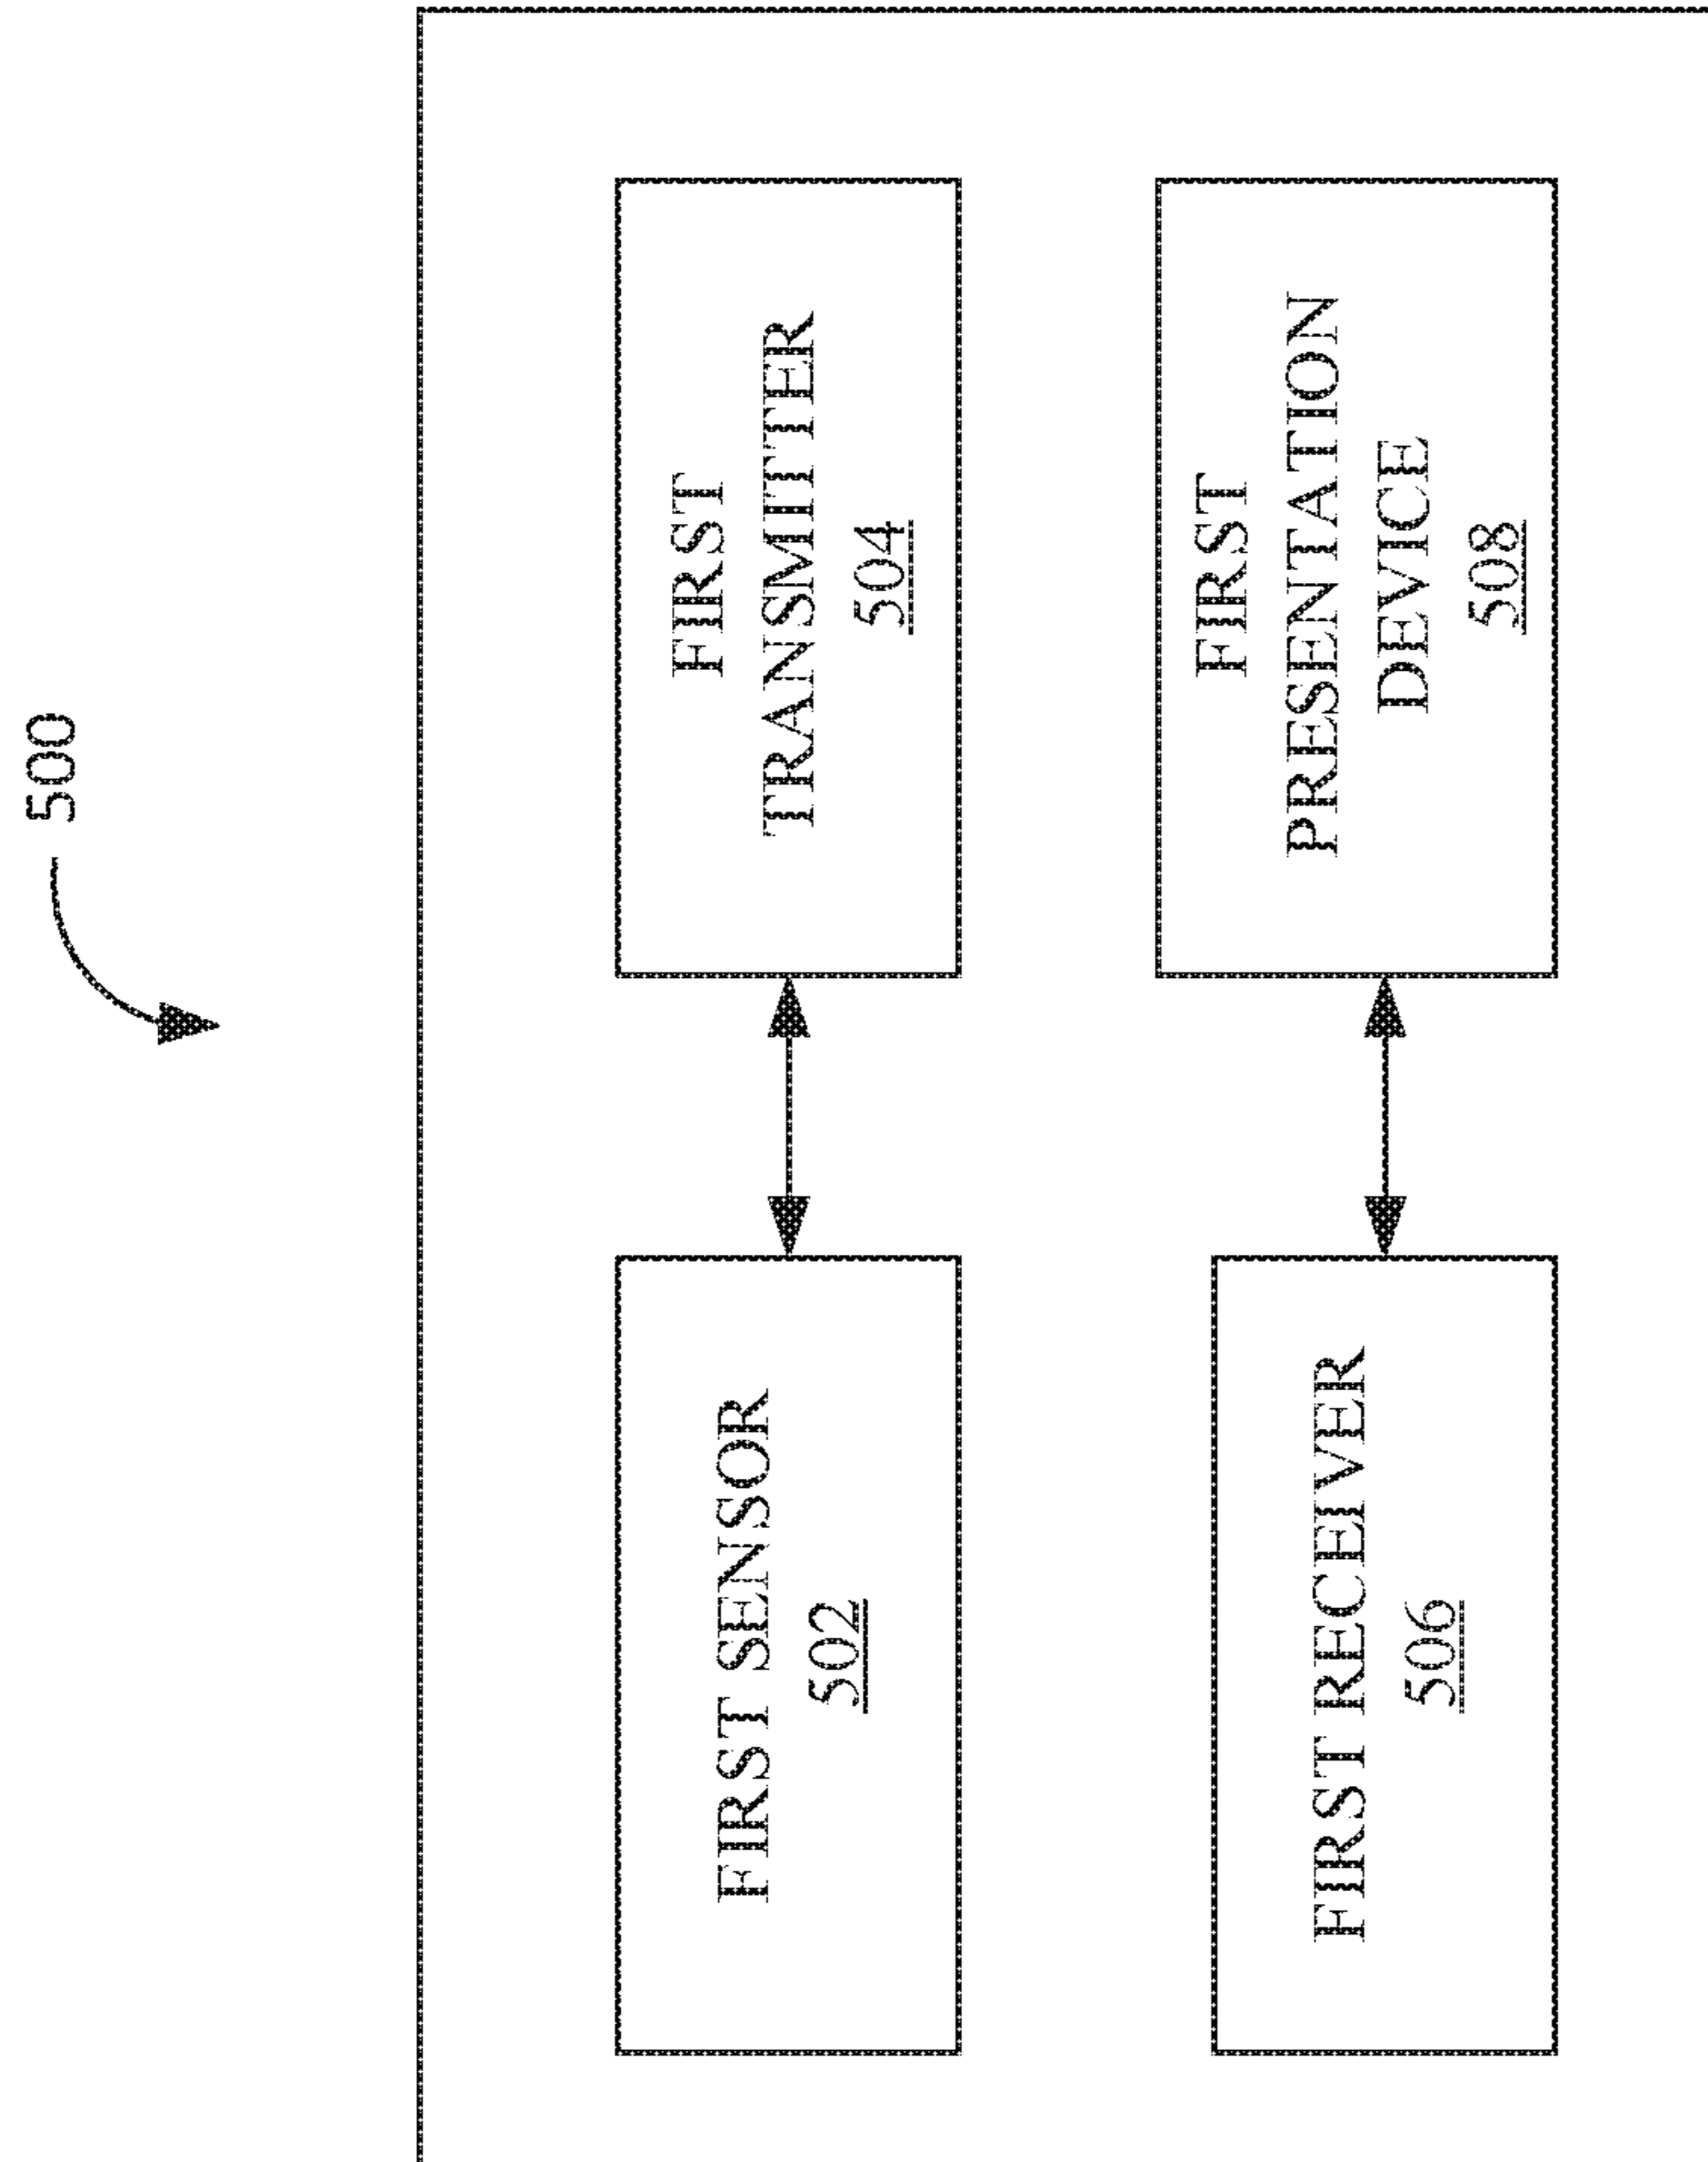 500
FIRST SENSOR
502
FIRST
TRANSMITTER
504
FIRST RECEIVER
506
FIRST
PRESENTATION
DEVICE
508